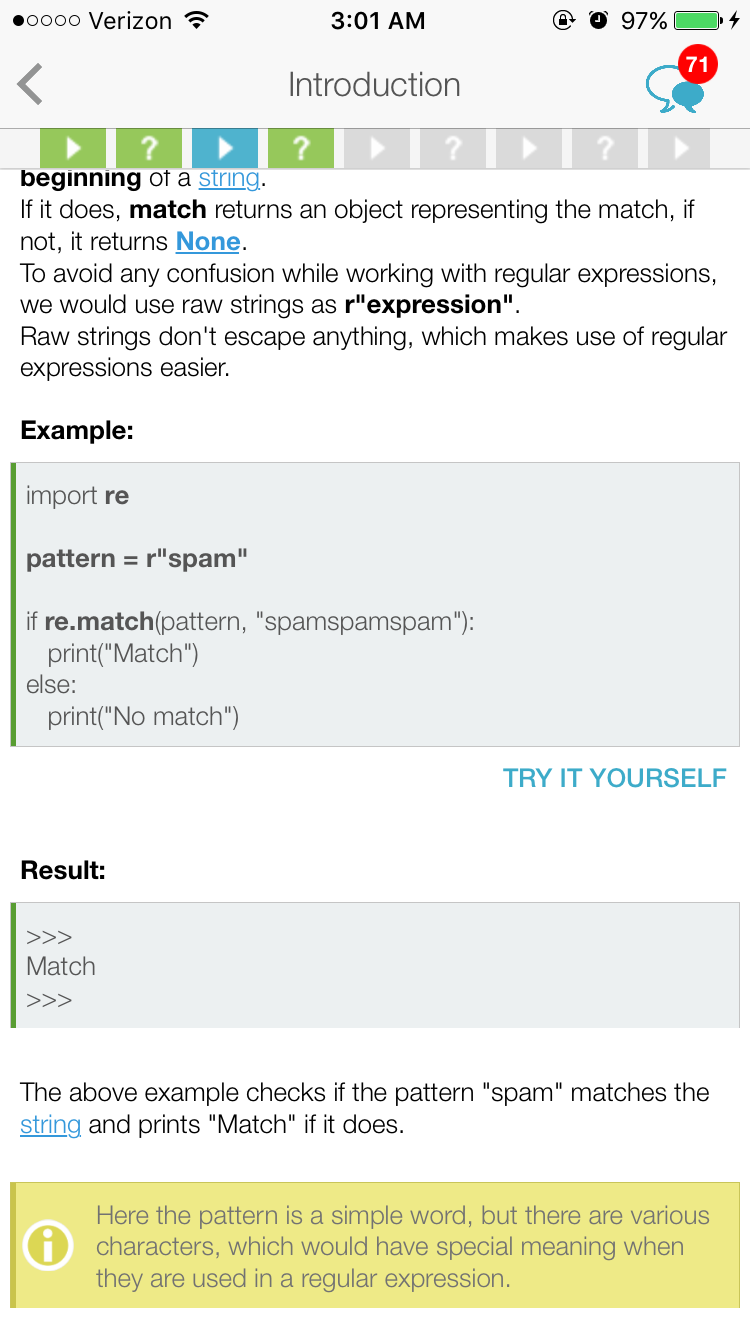 Verizon 3:01 AM 97%
Introduction
71
? ? ? ?
beginning of a string.
If it does, match returns an object representing the match, if
not, it returns None.
To avoid any confusion while working with regular expressions,
we would use raw strings as r"expression".
Raw strings don't escape anything, which makes use of regular
expressions easier.
Example:
import re
pattern = r"spam"
if re.match(pattern, "spamspamspam"):
print("Match")
else:
print("No match")
TRY IT YOURSELF
Result:
>>>
Match
>>>
The above example checks if the pattern "spam" matches the
string and prints "Match" if it does.
Here the pattern is a simple word, but there are various
characters, which would have special meaning when
they are used in a regular expression.